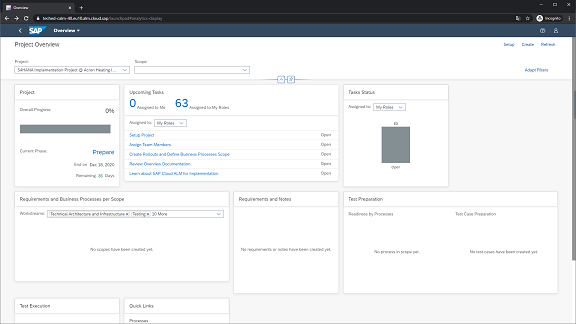 Overview
teched-calm-48.eu10.alm.cloud.sap/launchpad#analytics-display
Incognito
SAP
Overview
Project Overview
Setup
Create
Refresh
Project:
S4HANA Implementation Project @ Acron Heating (...
Scope:
Adapt Filters
Project
Overall Progress:
0%
Current Phase:
Prepare
End on
Dec 18, 2020
Remaining
Days
Upcoming Tasks
0 Assigned to Me
63 Assigned to My Roles
Assigned to:
My Roles
Setup Project
Open
Assign Team Members
Open
Create Rollouts and Define Business Processes Scope
Open
Review Overview Documentation
Open
Learn about SAP Cloud ALM for Implementation
Open
Tasks Status
Assigned to:
My Roles
Open
Requirements and Business Processes per Scope
Workstreams:
Technical Architecture and Infrastructure
Testing
10 More
No scopes have been created yet.
Requirements and Notes
No requirements or notes have been created yet.
Test Preparation
Readiness by Processes
Test Case Preparation
No process in scope yet.
No test cases have been created yet
Test Execution
Quick Links
Processes